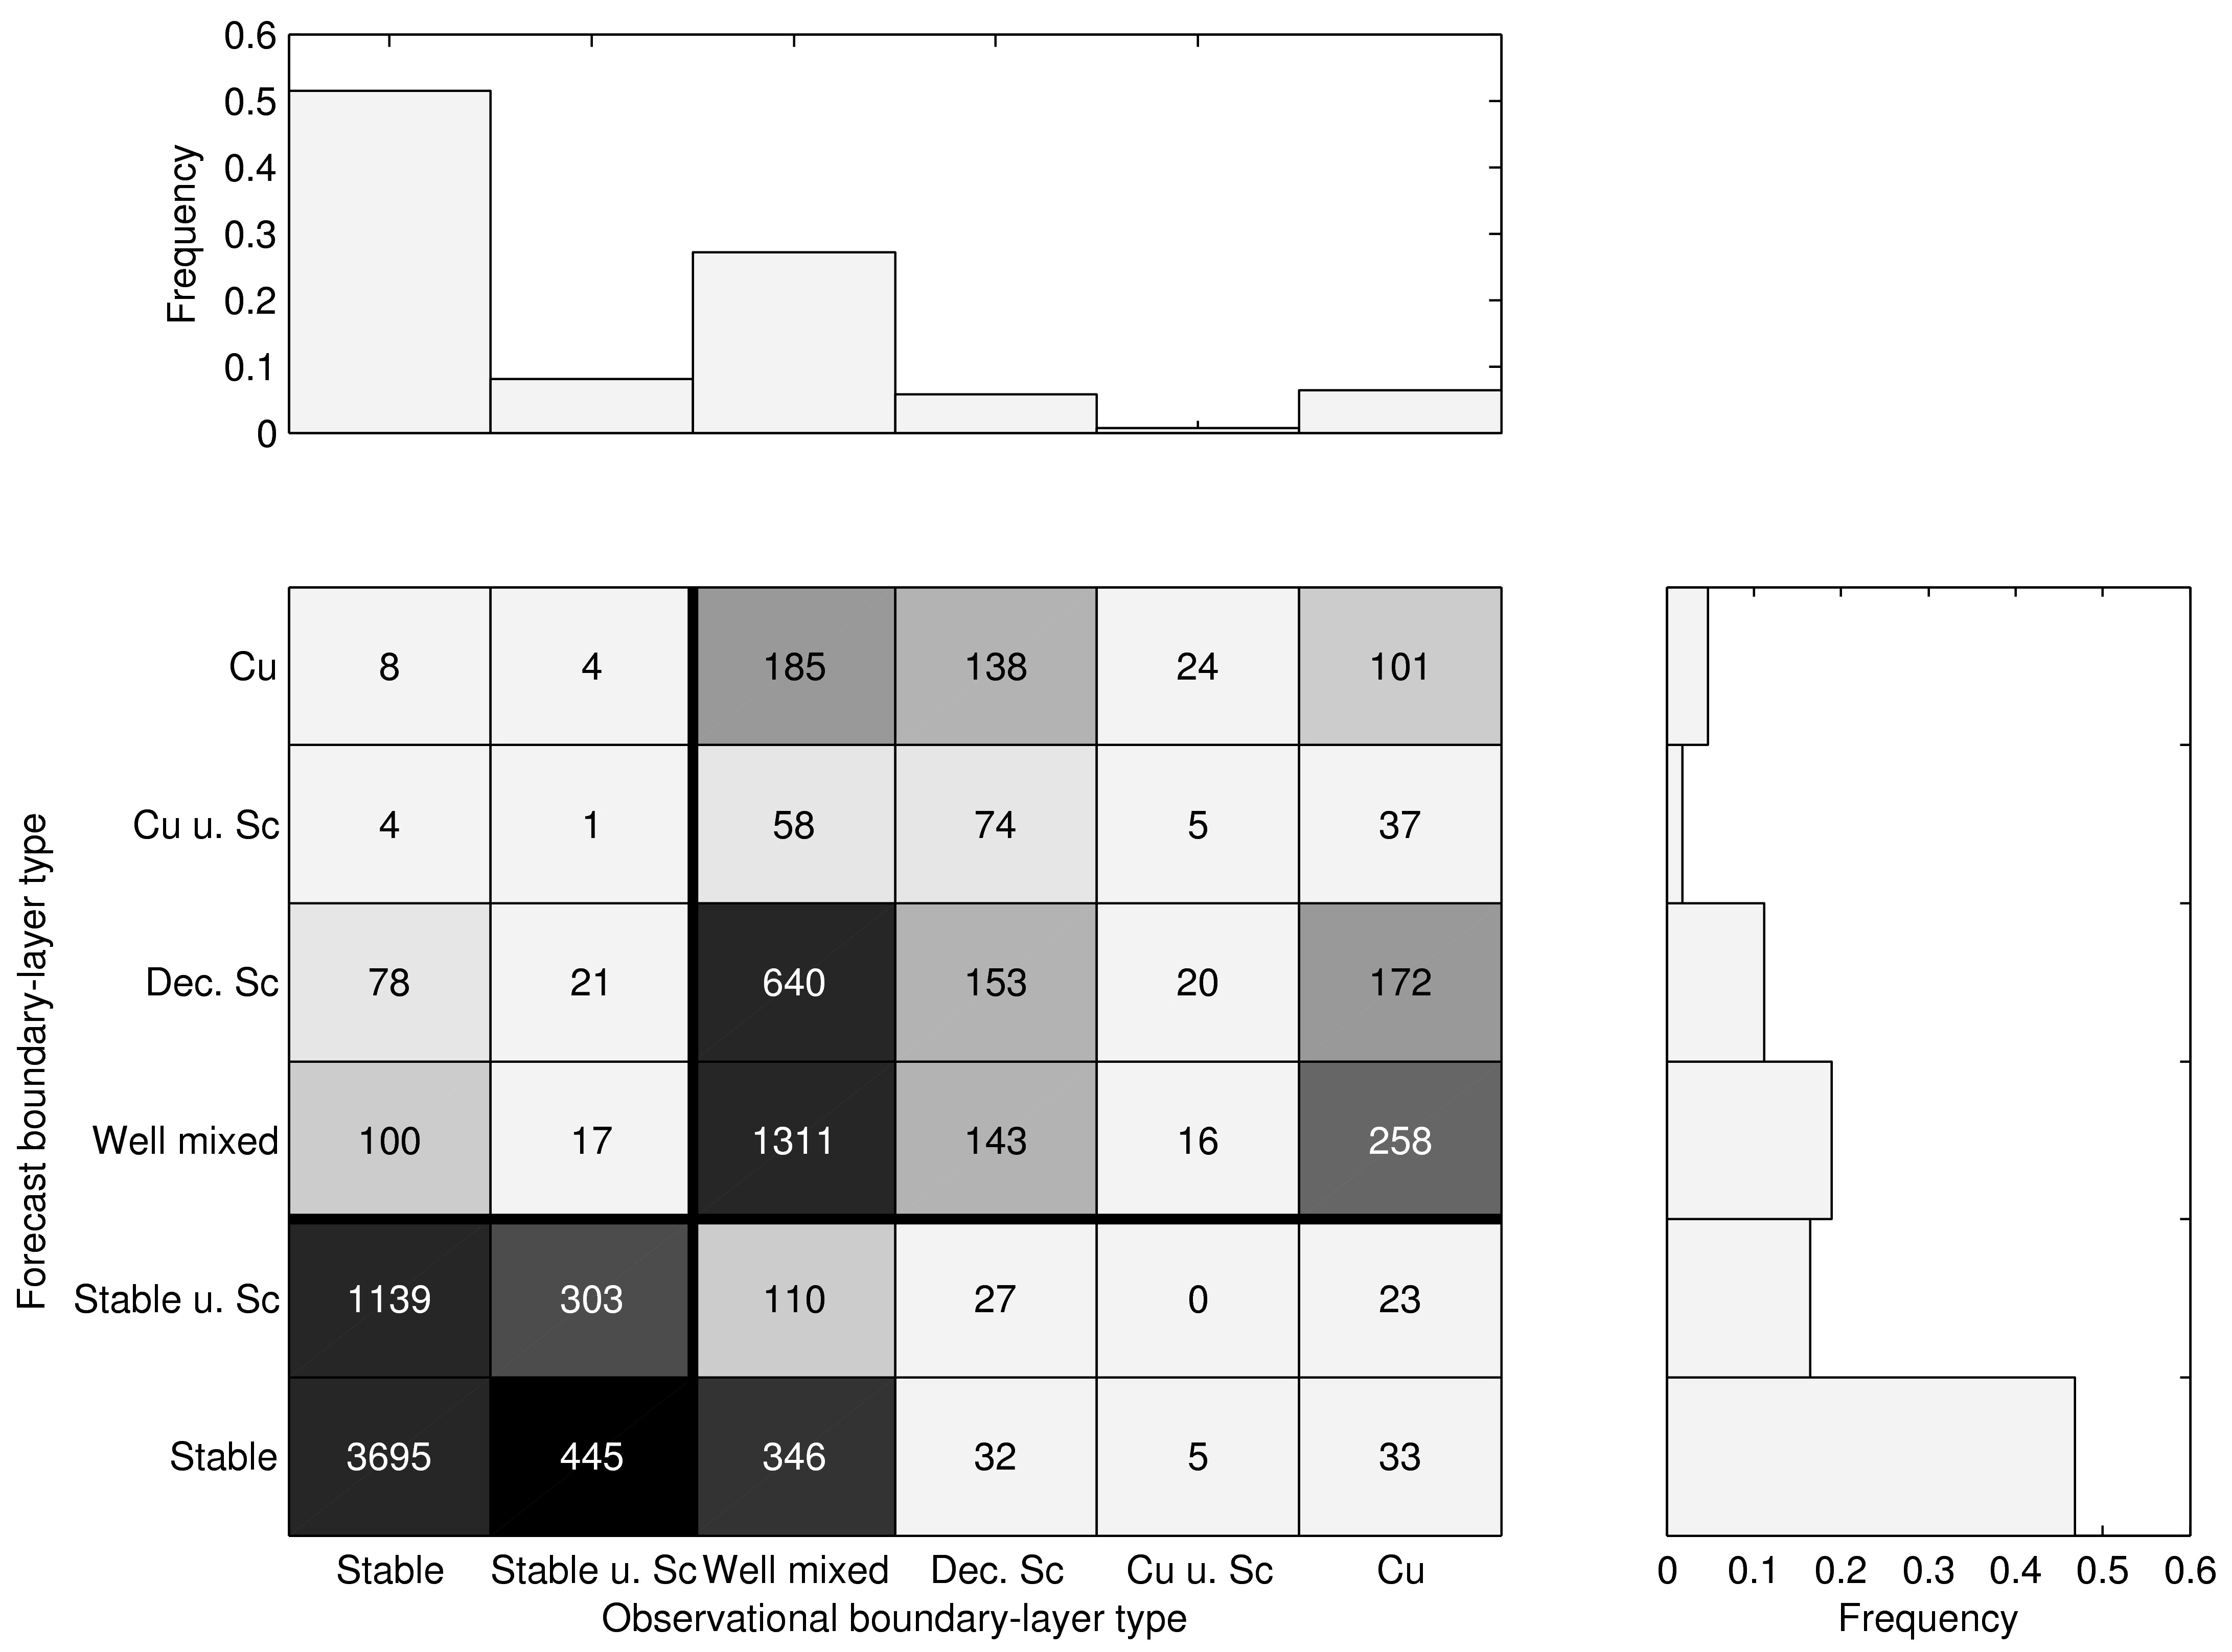 0.6
0.5
0.4
0.3
0.2
0.1
0
Frequency
Cu 8 4 185 138 24 101
Cu u. Sc 4 1 58 74 5 37
Dec. Sc 78 21 640 153 20 172
Well mixed 100 17 1311 143 16 258
Stable u. Sc 1139 303 110 27 0 23
Stable 3695 445 346 32 5 33
Forecast boundary-layer type
Stable Stable u. Sc Well mixed Dec. Sc Cu u. Sc Cu
Observational boundary-layer type
0 0.1 0.2 0.3 0.4 0.5 0.6
Frequency